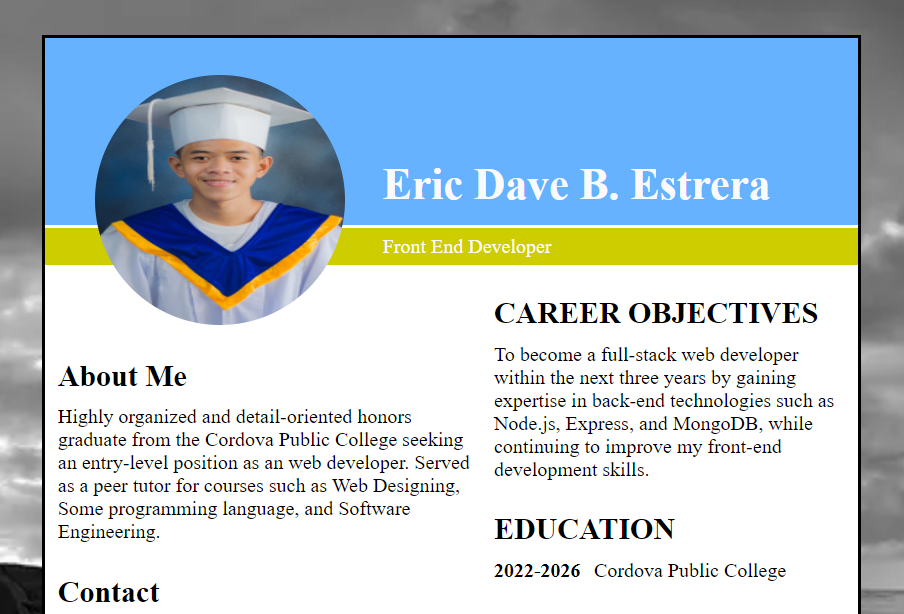 Eric Dave B. Estrera
Front End Developer
About Me
Highly organized and detail-oriented honors
graduate from the Cordova Public College seeking
an entry-level position as an web developer. Served
as a peer tutor for courses such as Web Designing,
Some programming language, and Software
Engineering.
Contact
CAREER OBJECTIVES
To become a full-stack web developer
within the next three years by gaining
expertise in back-end technologies such as
Node.js, Express, and MongoDB, while
continuing to improve my front-end
development skills.
EDUCATION
2022-2026 Cordova Public College